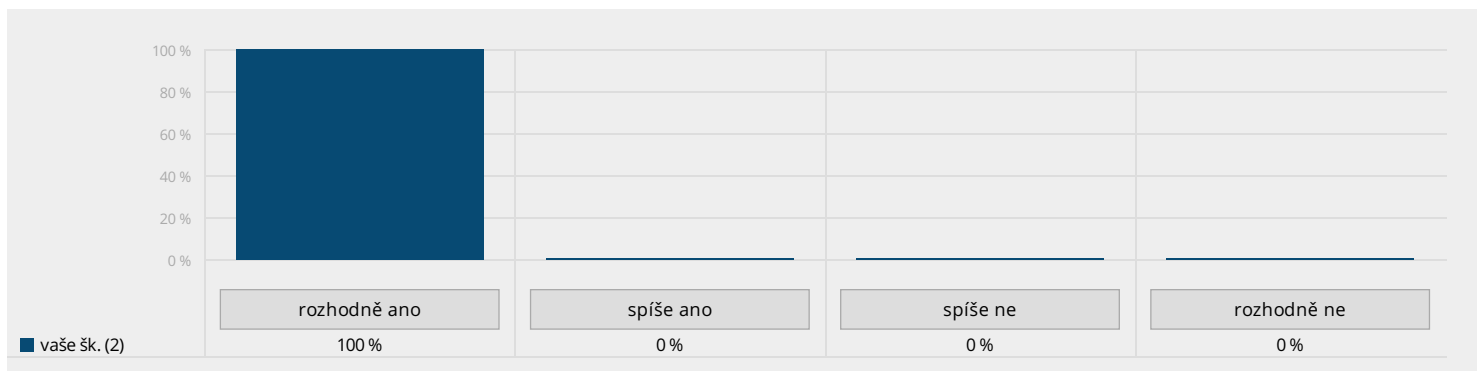 100 %
80 %
60 %
40 %
20 %
0 %
rozhodně ano
spíše ano
spíše ne
rozhodně ne
vaše šk. (2)
100 %
0 %
0 %
0 %